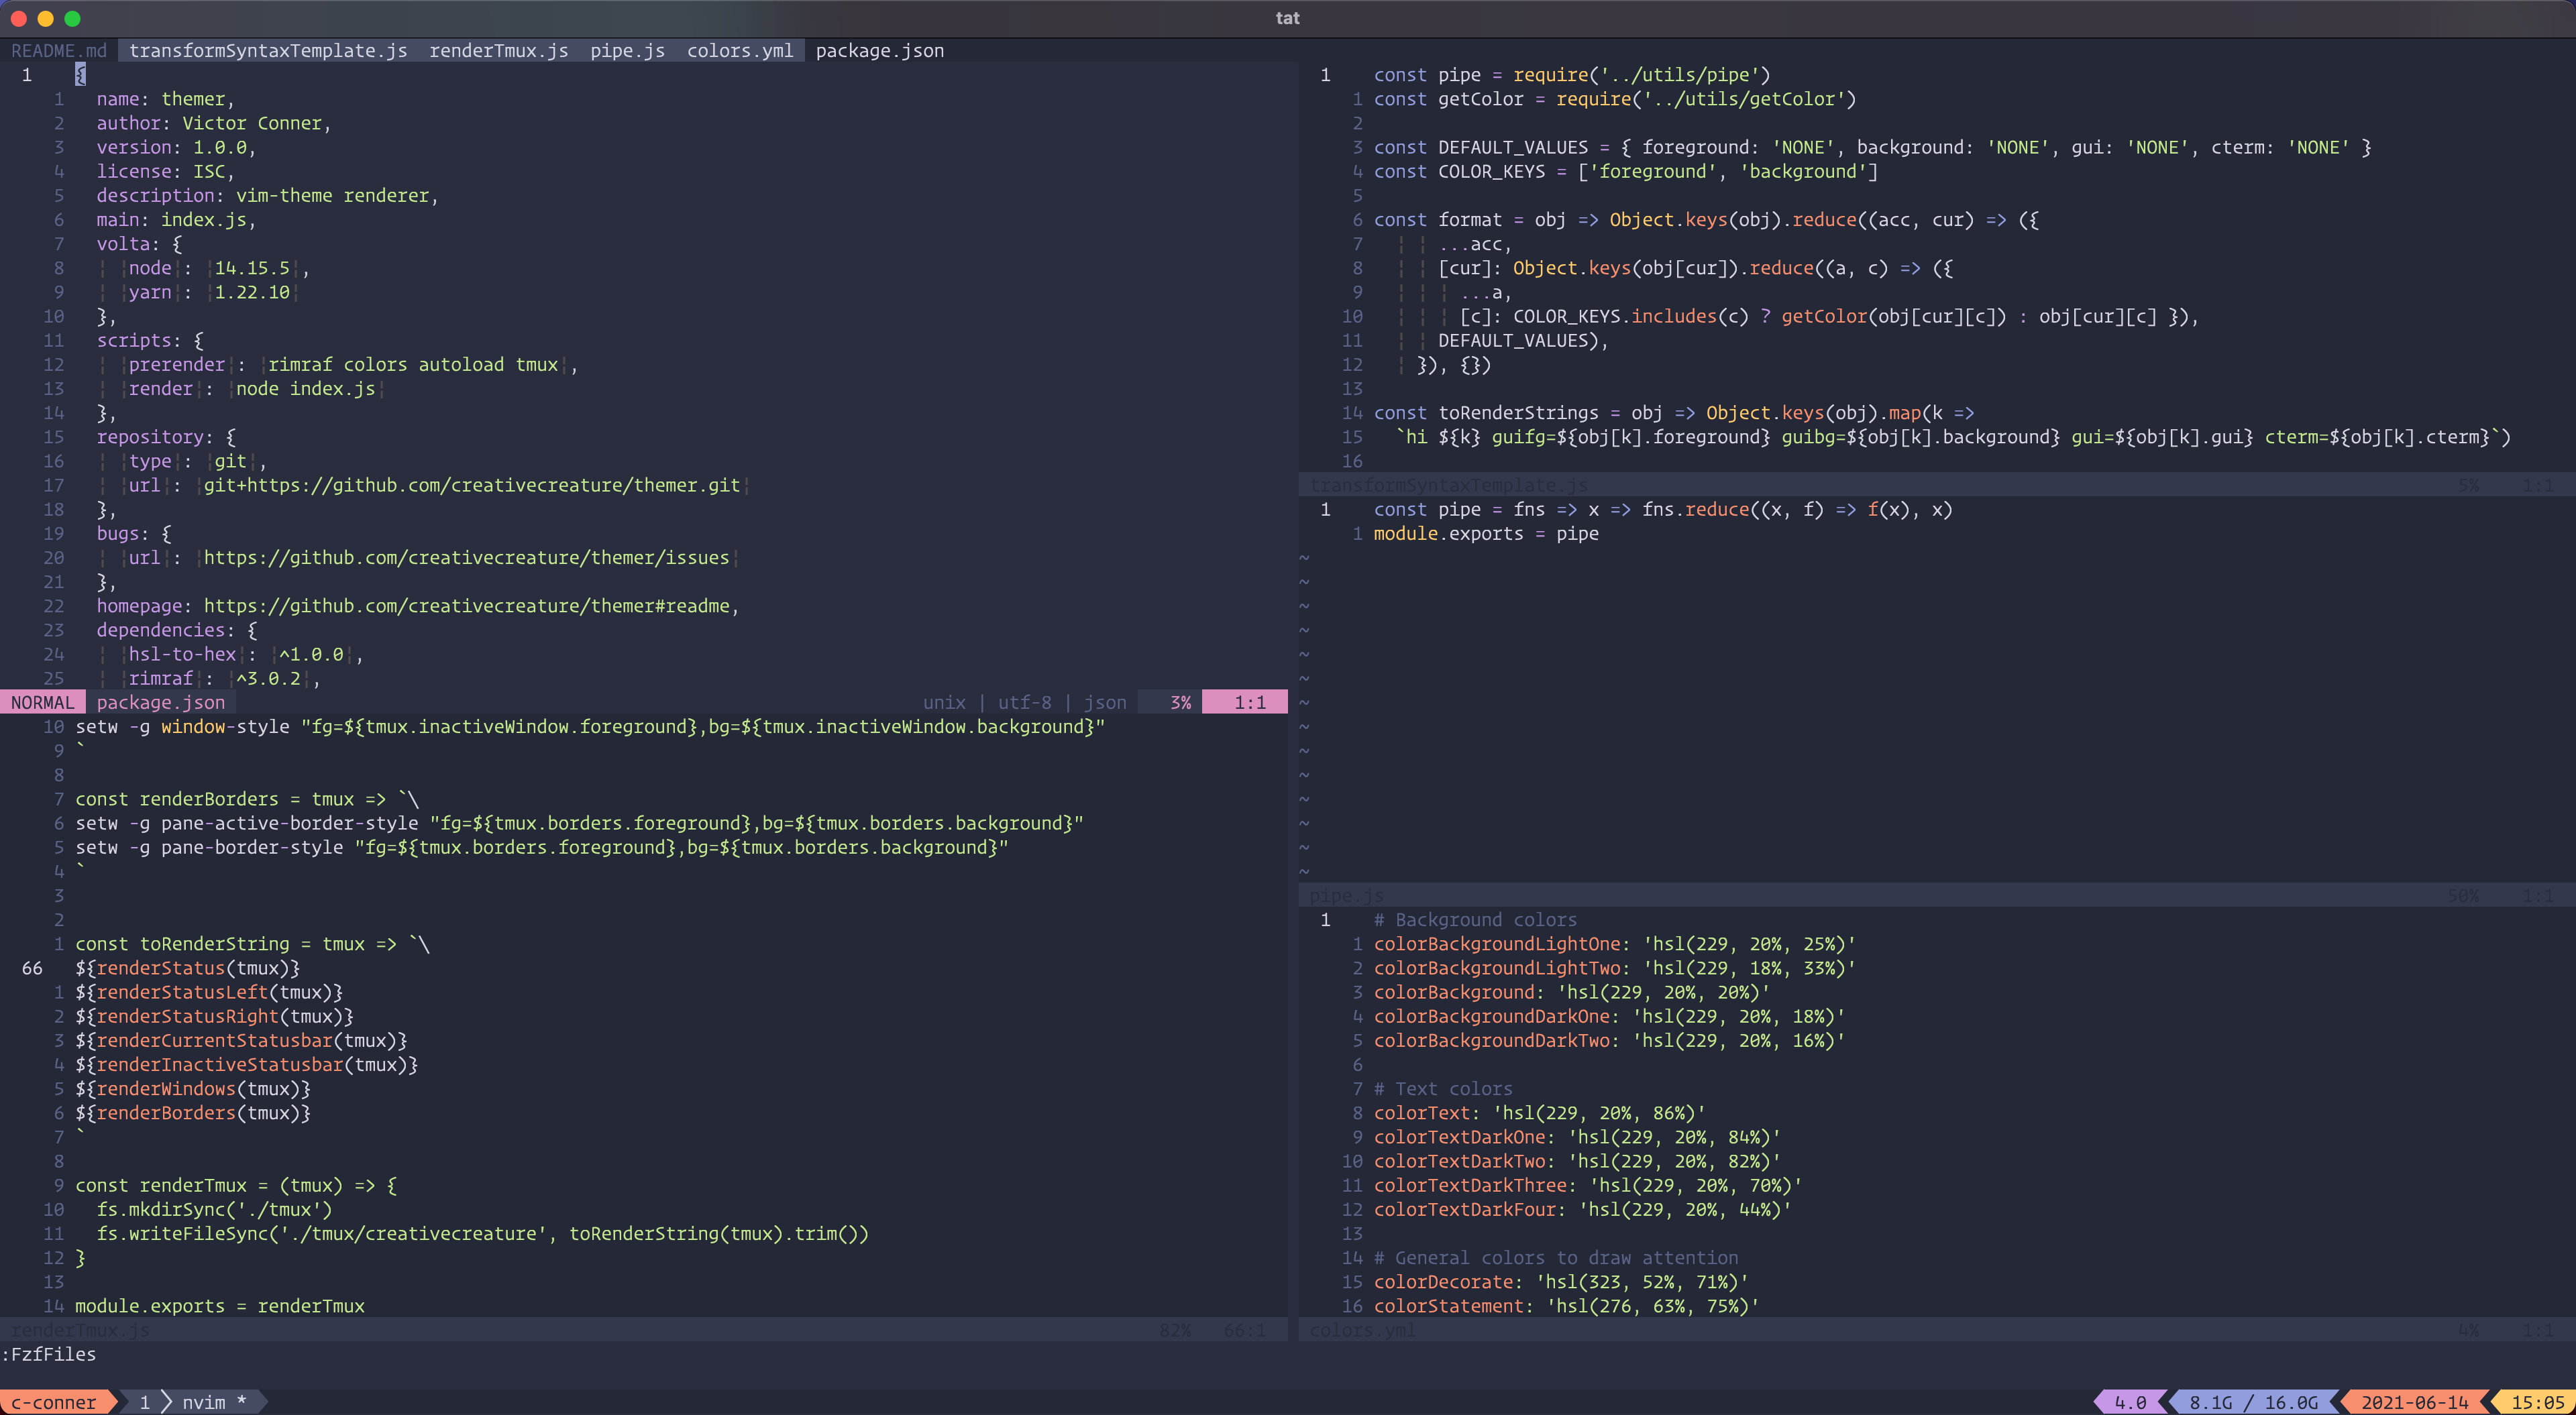 tat
README.md transformSyntaxTemplate.js renderTmux.js pipe.js colors.yml package.json
1 {
1 name: themer,
2 author: Victor Conner,
3 version: 1.0.0,
4 license: ISC,
5 description: vim-theme renderer,
6 main: index.js,
7 volta: {
8 ¦ ¦node¦: ¦14.15.5¦,
9 ¦ ¦yarn¦: ¦1.22.10¦
10 },
11 scripts: {
12 ¦ ¦prerender¦: ¦rimraf colors autoload tmux¦,
13 ¦ ¦render¦: ¦node index.js¦
14 },
15 repository: {
16 ¦ ¦type¦: ¦git¦,
17 ¦ ¦url¦: ¦git+https://github.com/creativecreature/themer.git¦
18 },
19 bugs: {
20 ¦ ¦url¦: ¦https://github.com/creativecreature/themer/issues¦
21 },
22 homepage: https://github.com/creativecreature/themer#readme,
23 dependencies: {
24 ¦ ¦hsl-to-hex¦: ¦^1.0.0¦,
25 ¦ ¦rimraf¦: ¦^3.0.2¦,
NORMAL package.json unix | utf-8 | json 3% 1:1
10 setw -g window-style "fg=${tmux.inactiveWindow.foreground},bg=${tmux.inactiveWindow.background}"
9 `
8
7 const renderBorders = tmux => `\
6 setw -g pane-active-border-style "fg=${tmux.borders.foreground},bg=${tmux.borders.background}"
5 setw -g pane-border-style "fg=${tmux.borders.foreground},bg=${tmux.borders.background}"
4 `
3
2
1 const toRenderString = tmux => `\
66 ${renderStatus(tmux)}
1 ${renderStatusLeft(tmux)}
2 ${renderStatusRight(tmux)}
3 ${renderCurrentStatusbar(tmux)}
4 ${renderInactiveStatusbar(tmux)}
5 ${renderWindows(tmux)}
6 ${renderBorders(tmux)}
7 `
8
9 const renderTmux = (tmux) => {
10 fs.mkdirSync('./tmux')
11 fs.writeFileSync('./tmux/creativecreature', toRenderString(tmux).trim())
12 }
13
14 module.exports = renderTmux
renderTmux.js 82% 66:1
1 const pipe = require('../utils/pipe')
1 const getColor = require('../utils/getColor')
2
3 const DEFAULT_VALUES = { foreground: 'NONE', background: 'NONE', gui: 'NONE', cterm: 'NONE' }
4 const COLOR_KEYS = ['foreground', 'background']
5
6 const format = obj => Object.keys(obj).reduce((acc, cur) => ({
7 ¦ ¦ ...acc,
8 ¦ ¦ [cur]: Object.keys(obj[cur]).reduce((a, c) => ({
9 ¦ ¦ ¦ ...a,
10 ¦ ¦ ¦ [c]: COLOR_KEYS.includes(c) ? getColor(obj[cur][c]) : obj[cur][c] }),
11 ¦ ¦ DEFAULT_VALUES),
12 ¦ }), {})
13
14 const toRenderStrings = obj => Object.keys(obj).map(k =>
15 `hi ${k} guifg=${obj[k].foreground} guibg=${obj[k].background} gui=${obj[k].gui} cterm=${obj[k].cterm}`)
16
transformSyntaxTemplate.js 5% 1:1
1 const pipe = fns => x => fns.reduce((x, f) => f(x), x)
1 module.exports = pipe
~
~
~
~
~
~
~
~
~
~
~
~
~
~
pipe.js 50% 1:1
1 # Background colors
1 colorBackgroundLightOne: 'hsl(229, 20%, 25%)'
2 colorBackgroundLightTwo: 'hsl(229, 18%, 33%)'
3 colorBackground: 'hsl(229, 20%, 20%)'
4 colorBackgroundDarkOne: 'hsl(229, 20%, 18%)'
5 colorBackgroundDarkTwo: 'hsl(229, 20%, 16%)'
6
7 # Text colors
8 colorText: 'hsl(229, 20%, 86%)'
9 colorTextDarkOne: 'hsl(229, 20%, 84%)'
10 colorTextDarkTwo: 'hsl(229, 20%, 82%)'
11 colorTextDarkThree: 'hsl(229, 20%, 70%)'
12 colorTextDarkFour: 'hsl(229, 20%, 44%)'
13
14 # General colors to draw attention
15 colorDecorate: 'hsl(323, 52%, 71%)'
16 colorStatement: 'hsl(276, 63%, 75%)'
colors.yml 4% 1:1
:FzfFiles
c-conner 1 nvim * 4.0 8.1G / 16.0G 2021-06-14 15:05